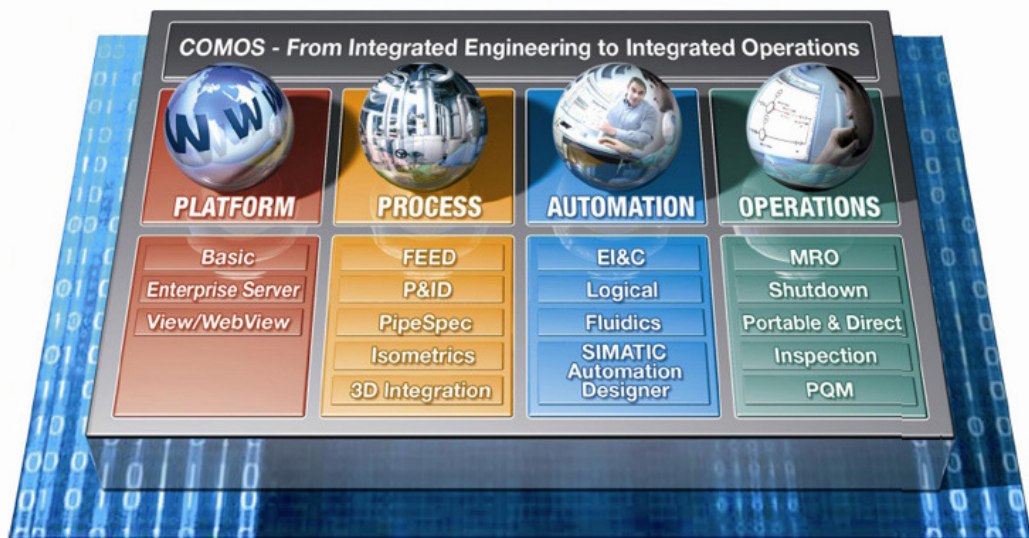 COMOS - From Integrated Engineering to Integrated Operations
W W W
PLATFORM
Basic
Enterprise Server
View/WebView
PROCESS
FEED
P&ID
PipeSpec
Isometrics
3D Integration
AUTOMATION
EI&C
Logical
Fluidics
SIMATIC
Automation
Designer
OPERATIONS
MRO
Shutdown
Portable & Direct
Inspection
PQM